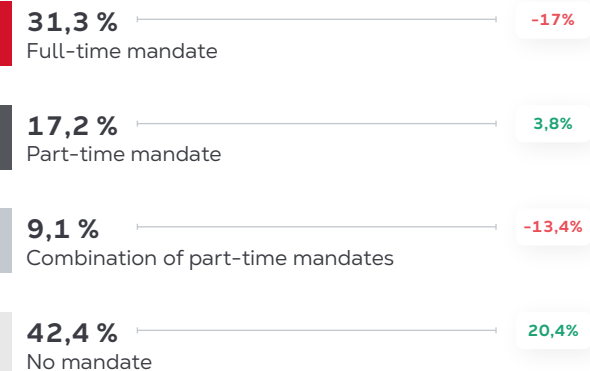 31,3 %
-17%
Full-time mandate
17,2 %
3,8%
Part-time mandate
9,1 %
-13,4%
Combination of part-time mandates
42,4 %
20,4%
No mandate